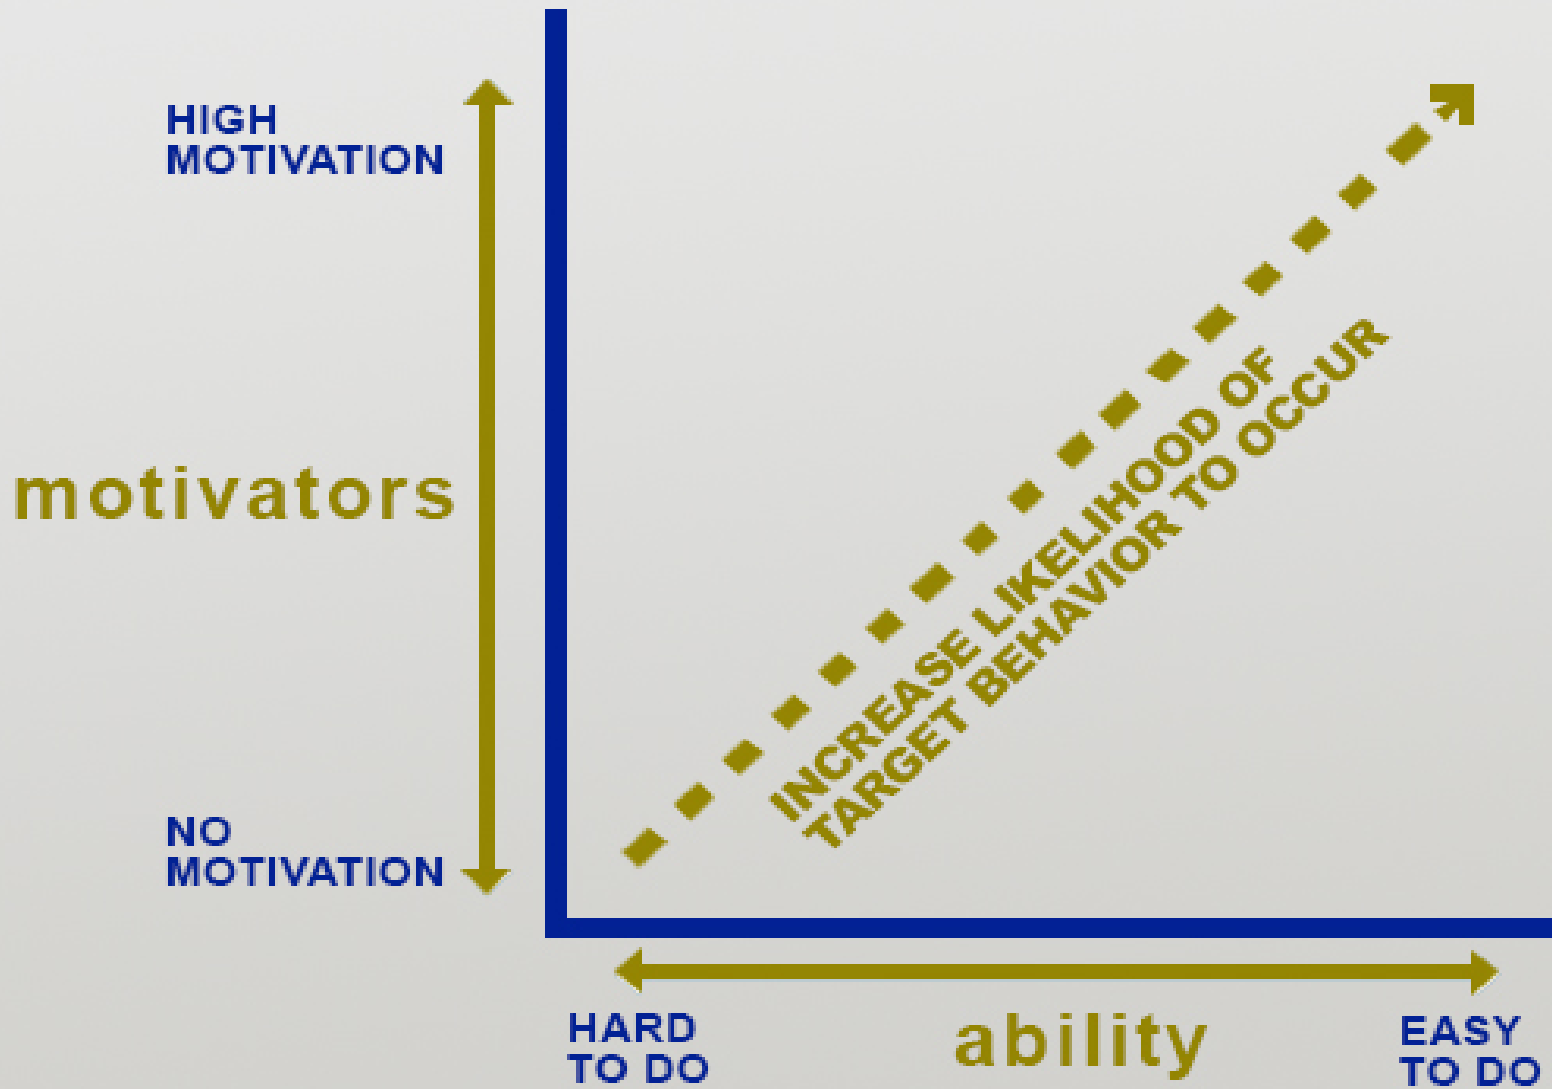 HIGH
MOTIVATION
motivators
NO
MOTIVATION
INCREASE LIKELIHOOD OF
TARGET BEHAVIOR TO OCCUR
HARD
TO DO
ability
EASY
TO DO